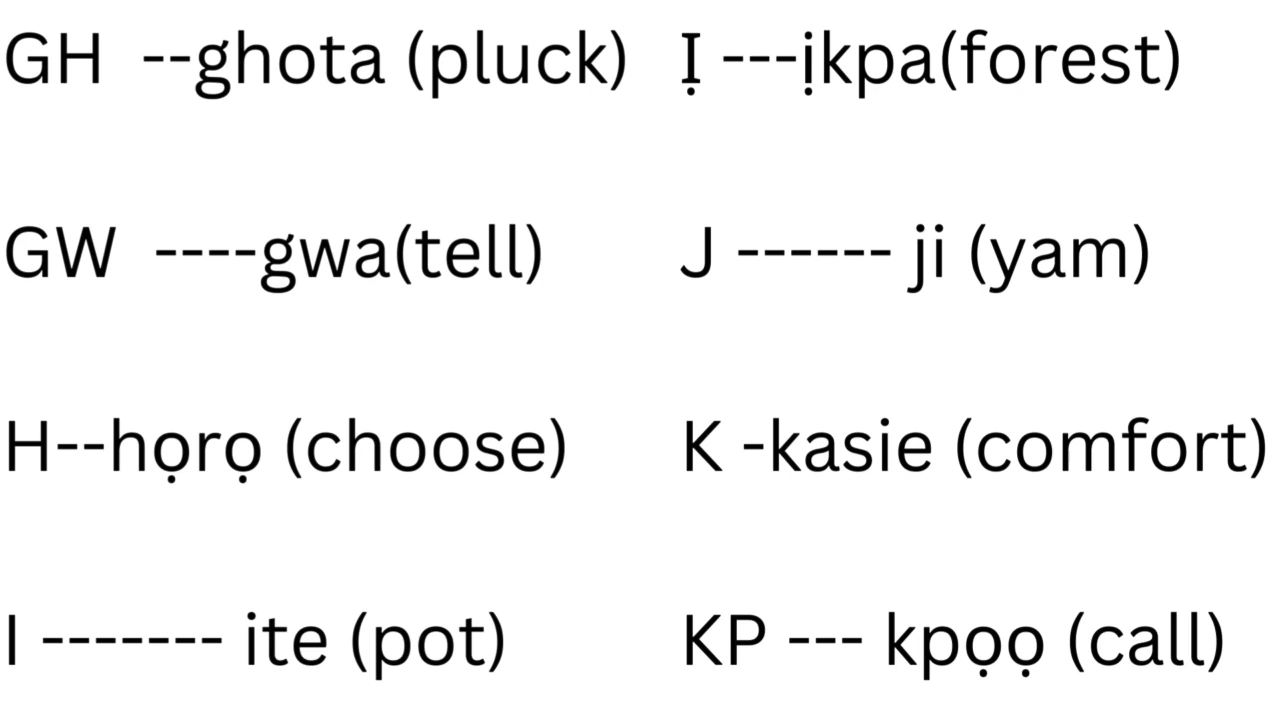 GH --ghota (pluck)
GW ----gwa(tell)
H--họrọ (choose)
I ------- ite (pot)
Ị ---ịkpa(forest)
J ------ ji (yam)
K -kasie (comfort)
KP --- kpọọ (call)